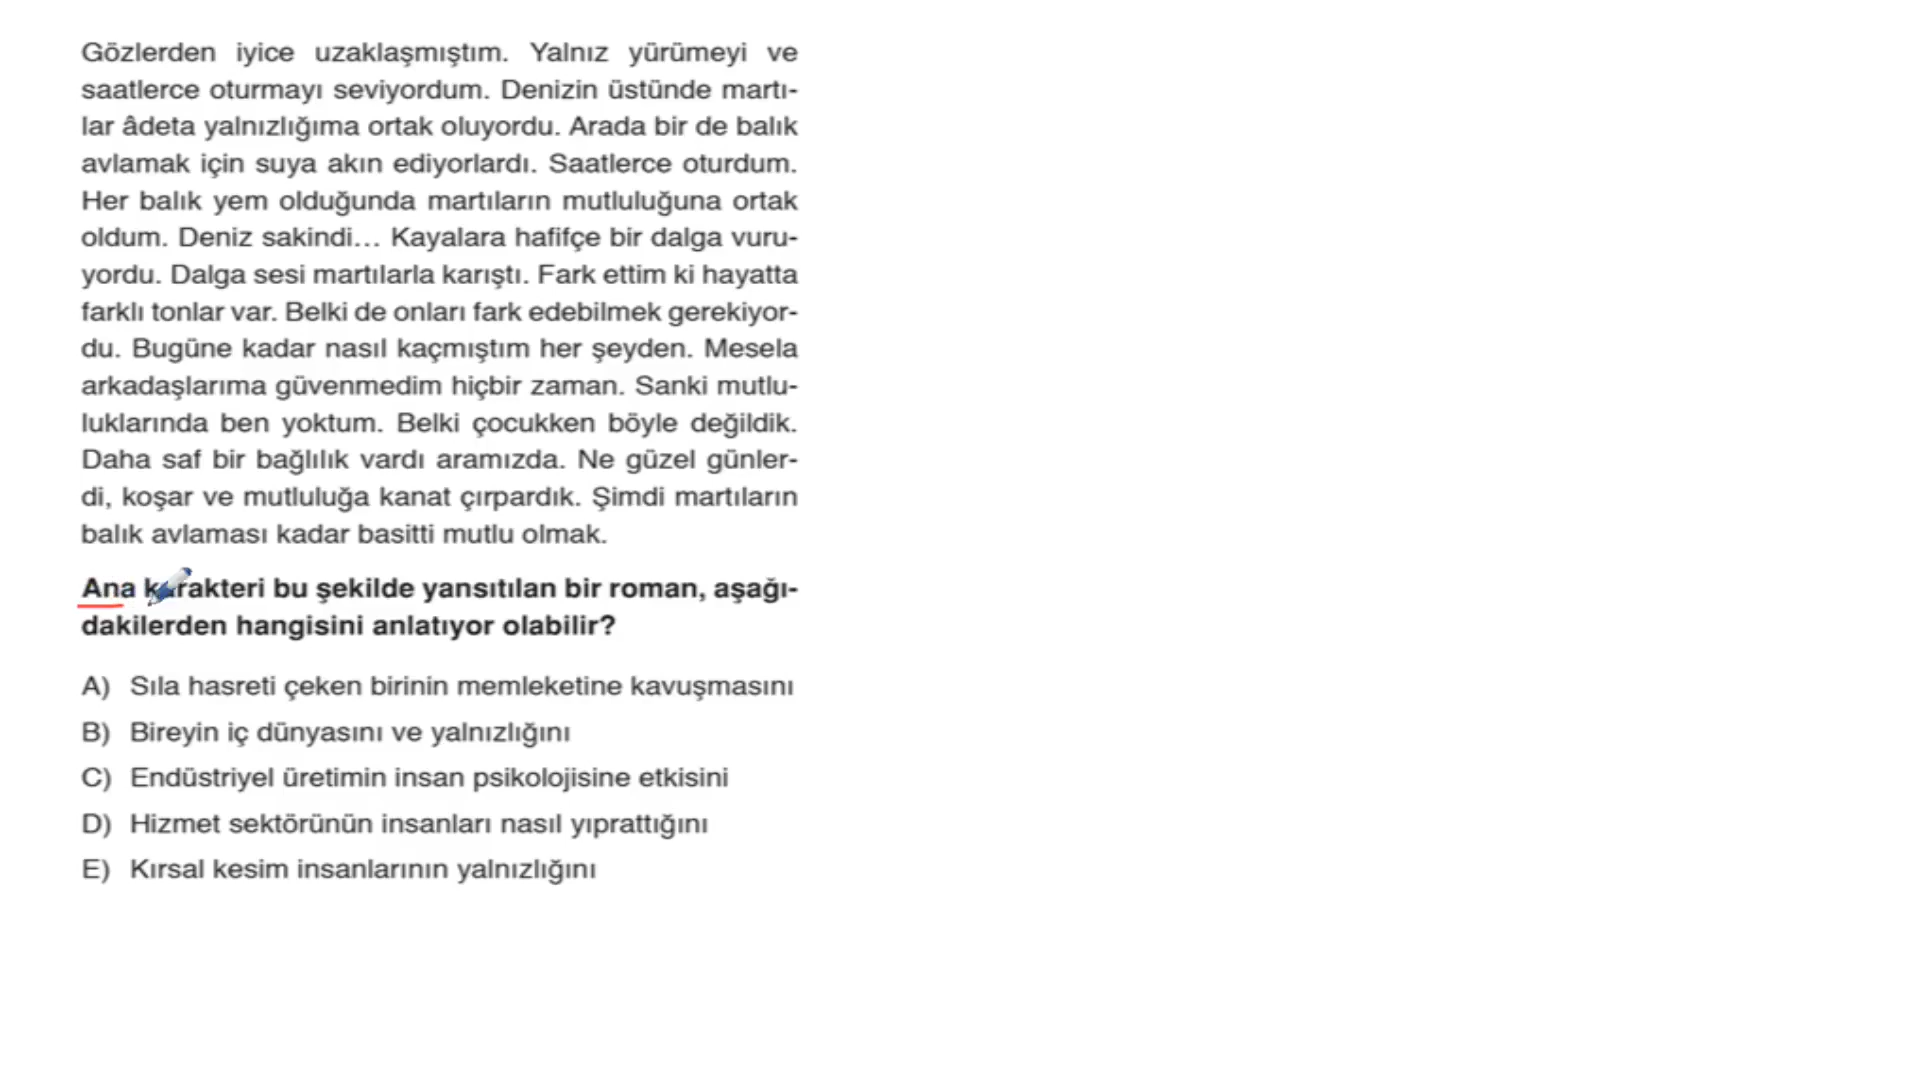 Gözlerden iyice uzaklaşmıştım. Yalnız yürümeyi ve
saatlerce oturmayı seviyordum. Denizin üstünde martı-
lar âdeta yalnızlığıma ortak oluyordu. Arada bir de balık
avlamak için suya akın ediyorlardı. Saatlerce oturdum.
Her balık yem olduğunda martıların mutluluğuna ortak
oldum. Deniz sakindi... Kayalara hafifçe bir dalga vuru-
yordu. Dalga sesi martılarla karıştı. Fark ettim ki hayatta
farklı tonlar var. Belki de onları fark edebilmek gerekiyor-
du. Bugüne kadar nasıl kaçmıştım her şeyden. Mesela
arkadaşlarıma güvenmedim hiçbir zaman. Sanki mutlu-
luklarında ben yoktum. Belki çocukken böyle değildik.
Daha saf bir bağlılık vardı aramızda. Ne güzel günler-
di, koşar ve mutluluğa kanat çırpardık. Şimdi martıların
balık avlaması kadar basitti mutlu olmak.
Ana karakteri bu şekilde yansıtılan bir roman, aşağı-
dakilerden hangisini anlatıyor olabilir?
A) Sıla hasreti çeken birinin memleketine kavuşmasını
B) Bireyin iç dünyasını ve yalnızlığını
C) Endüstriyel üretimin insan psikolojisine etkisini
D) Hizmet sektörünün insanları nasıl yıprattığını
E) Kırsal kesim insanlarının yalnızlığını